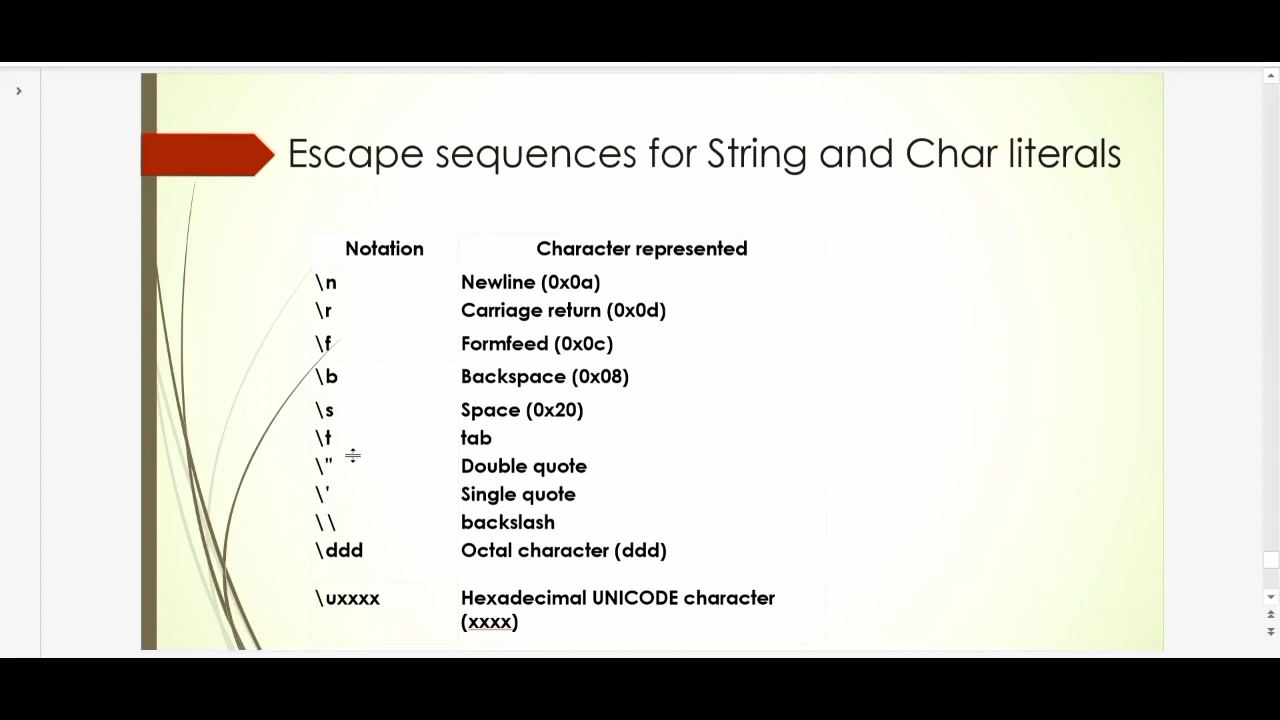 Escape sequences for String and Char literals
Notation Character represented
\n Newline (0x0a)
\r Carriage return (0x0d)
\f Formfeed (0x0c)
\b Backspace (0x08)
\s Space (0x20)
\t tab
\" Double quote
\' Single quote
\\ backslash
\ddd Octal character (ddd)
\uxxxx Hexadecimal UNICODE character
(xxxx)